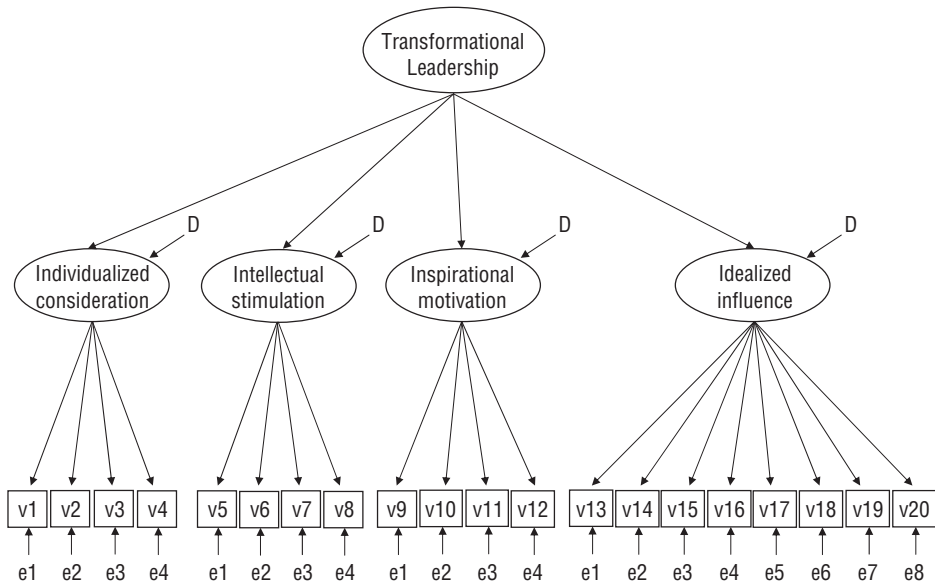 Transformational
Leadership
D
D
D
D
Individualized
consideration
Intellectual
stimulation
Inspirational
motivation
Idealized
influence
v1 v2 v3 v4 v5 v6 v7 v8 v9 v10 v11 v12 v13 v14 v15 v16 v17 v18 v19 v20
e1 e2 e3 e4 e1 e2 e3 e4 e1 e2 e3 e4 e1 e2 e3 e4 e5 e6 e7 e8